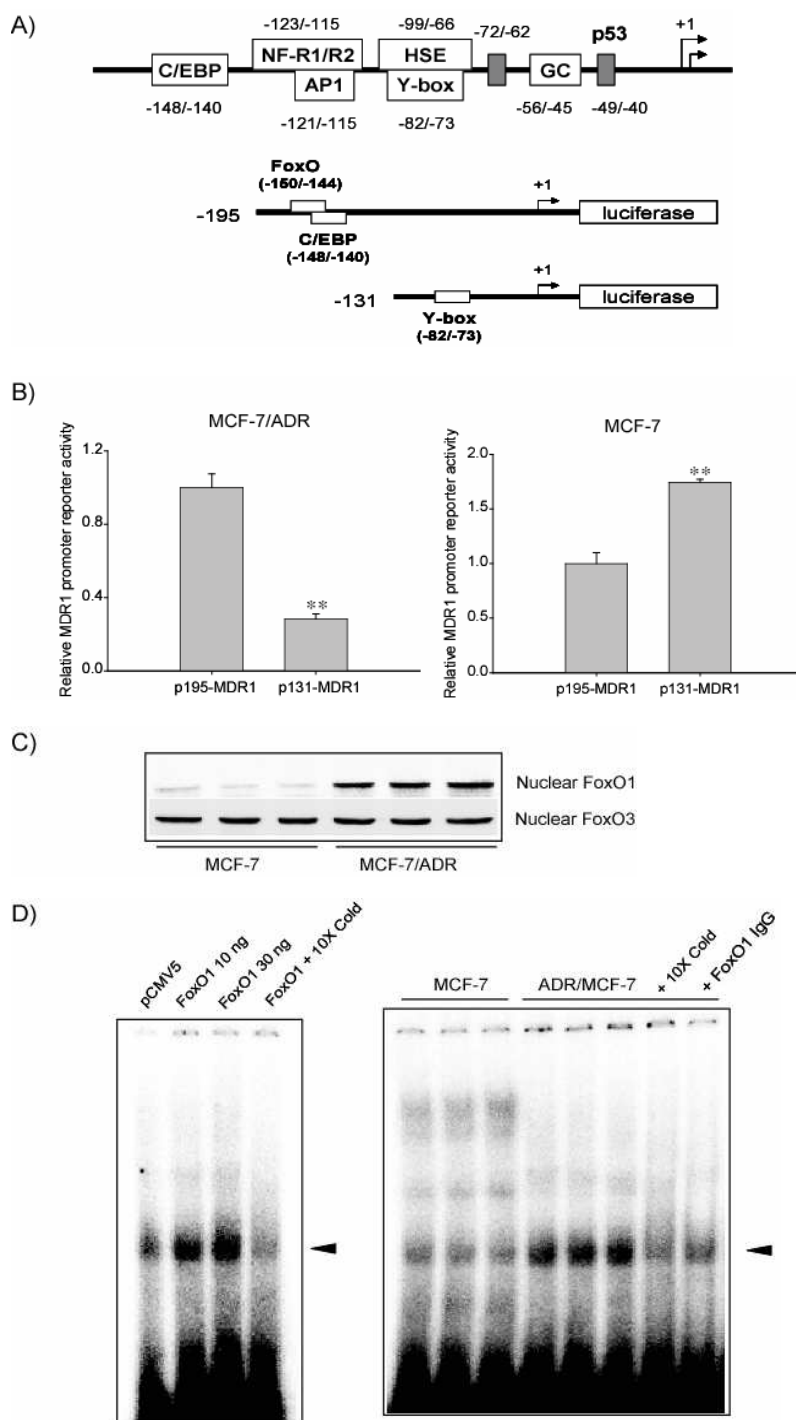 A)
-123/-115
-99/-66
-72/-62
p53
+1
C/EBP
NF-R1/R2
HSE
GC
AP1
Y-box
-148/-140
-121/-115
-82/-73
-56/-45
-49/-40
FoxO
(-150/-144)
+1
-195
luciferase
C/EBP
(-148/-140)
+1
-131
luciferase
Y-box
(-82/-73)
B)
MCF-7/ADR
Relative MDR1 promoter reporter activity
1.2
0.8
0.4
0.0
**
p195-MDR1
p131-MDR1
MCF-7
Relative MDR1 promoter reporter activity
2.0
1.5
1.0
0.5
0.0
**
p195-MDR1
p131-MDR1
C)
Nuclear FoxO1
Nuclear FoxO3
MCF-7
MCF-7/ADR
D)
pCMV5
FoxO1 10 ng
FoxO1 30 ng
FoxO1 + 10X Cold
MCF-7
ADR/MCF-7
+ 10X Cold
+ FoxO1 IgG